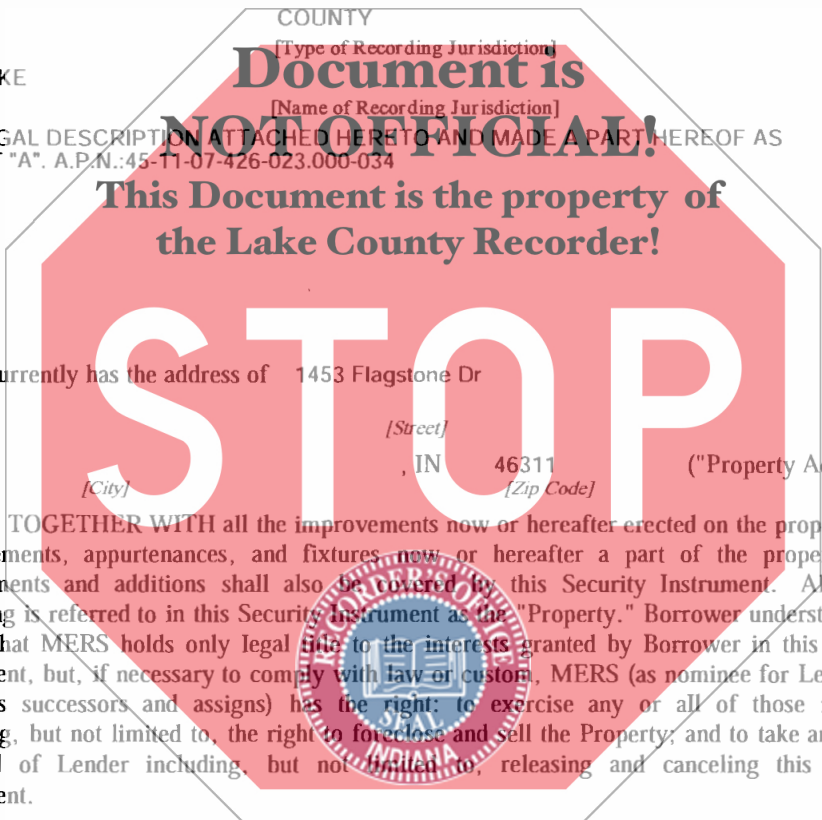 COUNTY
[Type of Recording Jurisdiction]
Document is
KE
[Name of Recording Jurisdiction]
GAL DESCRIPTION ATTACHED HERETO AND MADE A PART HEREOF AS
NOT OFFICIAL!
"A". A.P.N.:45-11-07-426-023.000-034
This Document is the property of
the Lake County Recorder!
STOP
urrently has the address of 1453 Flagstone Dr
[Street]
, IN 46311 ("Property A
[City] [Zip Code]
TOGETHER WITH all the improvements now or hereafter erected on the prop
ments, appurtenances, and fixtures now or hereafter a part of the prope
nents and additions shall also be covered by this Security Instrument. A
g is referred to in this Security Instrument as the "Property." Borrower underst
hat MERS holds only legal title to the interests granted by Borrower in this
ent, but, if necessary to comply with law or custom, MERS (as nominee for Le
s successors and assigns) has the right: to exercise any or all of those
g, but not limited to, the right to foreclose and sell the Property; and to take a
of Lender including, but not limited to, releasing and canceling this
ent.
RECORDER'S OFFICE
SEAL
INDIANA